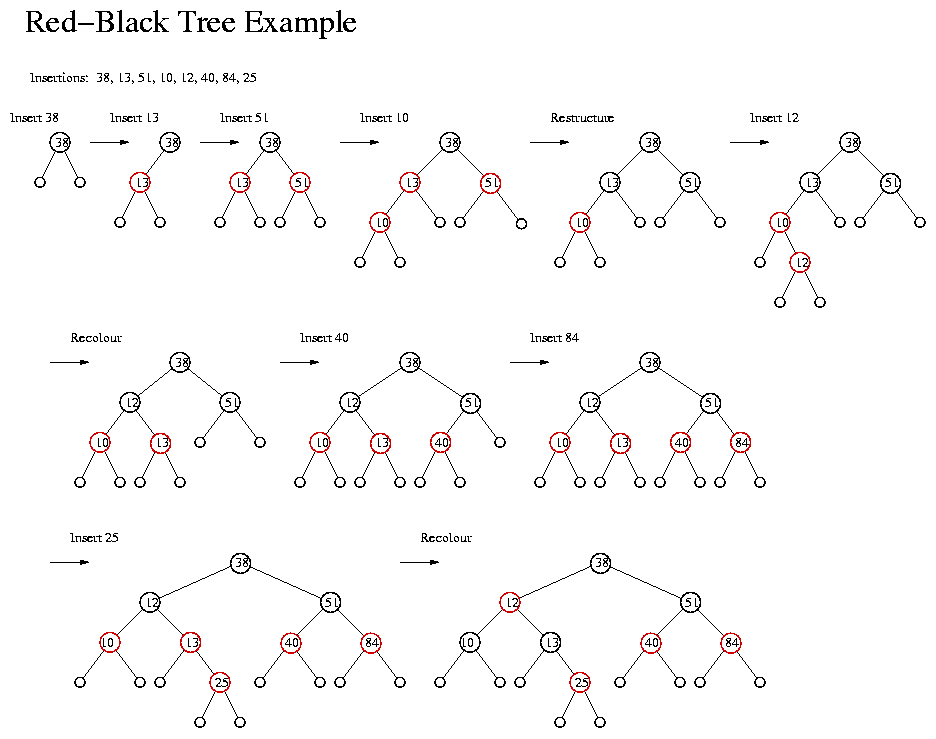 Red–Black Tree Example
Insertions: 38, 13, 51, 10, 12, 40, 84, 25
Insert 38 Insert 13 Insert 51 Insert 10 Restructure Insert 12
38 38 38 38 38 38
13 13 51 13 51 13 51 13 51
10 10 10
12
Recolour Insert 40 Insert 84
38 38 38
12 51 12 51 12 51
10 13 10 13 40 10 13 40 84
Insert 25 Recolour
38 38
12 51 12 51
10 13 40 84 10 13 40 84
25 25